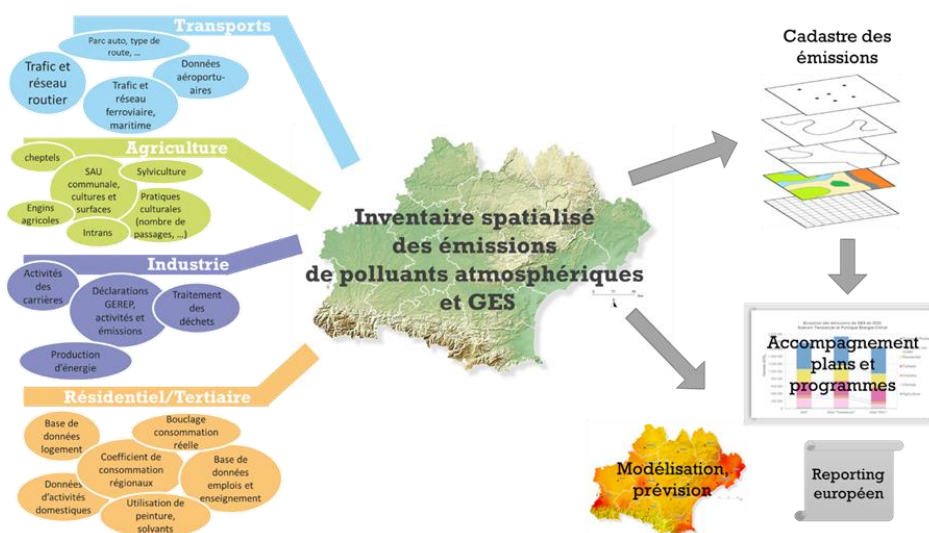 Transports
Parc auto, type de
route, ...
Trafic et
réseau
routier
Données
aéroportu-
aires
Trafic et
réseau
ferroviaire,
maritime
Agriculture
cheptels
SAU
communale,
cultures et
surfaces
Sylviculture
Engins
agricoles
Pratiques
culturales
(nombre de
passages, ...)
Intrans
Industrie
Activités
des
carrières
Déclarations
GEREP,
activités et
émissions
Traitement
des
déchets
Production
d'énergie
Résidentiel/Tertiaire
Base de
données
logement
Bouclage
consommation
réelle
Coefficient de
consommation
régionaux
Base de
données
emplois et
enseignement
Données
d'activités
domestiques
Utilisation de
peinture,
solvants
Inventaire spatialisé
des émissions
de polluants atmosphériques
et GES
Cadastre des
émissions
Accompagnement
plans et
programmes
Modélisation,
prévision
Reporting
européen